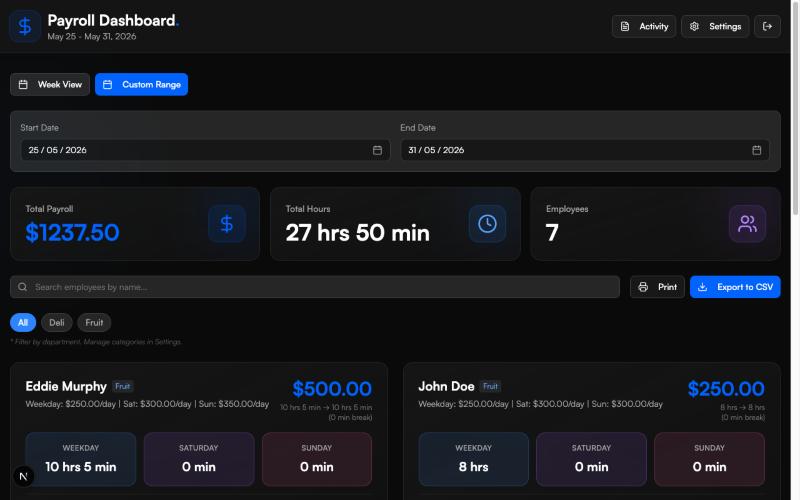 Payroll Dashboard.
May 25 - May 31, 2026
Activity
Settings
Week View
Custom Range
Start Date
End Date
25 / 05 / 2026
31 / 05 / 2026
Total Payroll
$1237.50
Total Hours
27 hrs 50 min
Employees
7
Search employees by name...
Print
Export to CSV
All
Deli
Fruit
* Filter by department. Manage categories in Settings.
Eddie Murphy
Fruit
$500.00
Weekday: $250.00/day | Sat: $300.00/day | Sun: $350.00/day
10 hrs 5 min → 10 hrs 5 min
(0 min break)
WEEKDAY
10 hrs 5 min
SATURDAY
0 min
SUNDAY
0 min
John Doe
Fruit
$250.00
Weekday: $250.00/day | Sat: $300.00/day | Sun: $300.00/day
8 hrs → 8 hrs
(0 min break)
WEEKDAY
8 hrs
SATURDAY
0 min
SUNDAY
0 min
N